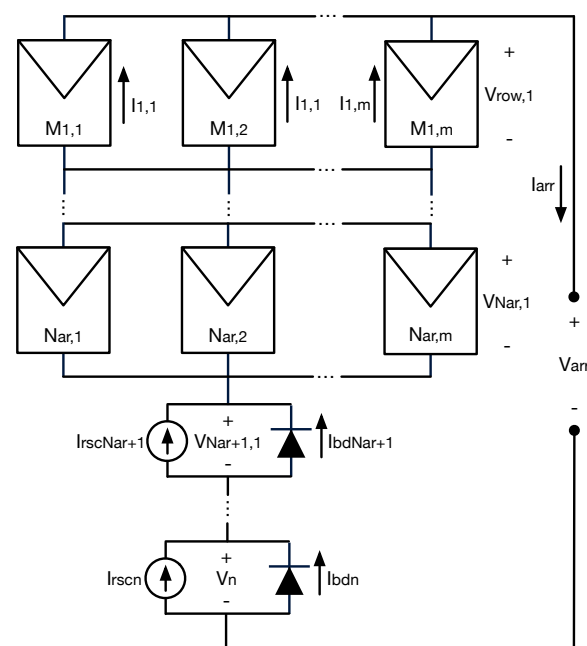 ...
+
I1,1 I1,1 I1,m Vrow,1
M1,1 M1,2 M1,m
-
...
Iarr
... ... ...
...
+
VNar,1
Nar,1 Nar,2 Nar,m
-
+
Varr
-
...
+
IrscNar+1 VNar+1,1 IbdNar+1
-
...
+
Irscn Vn Ibdn
-